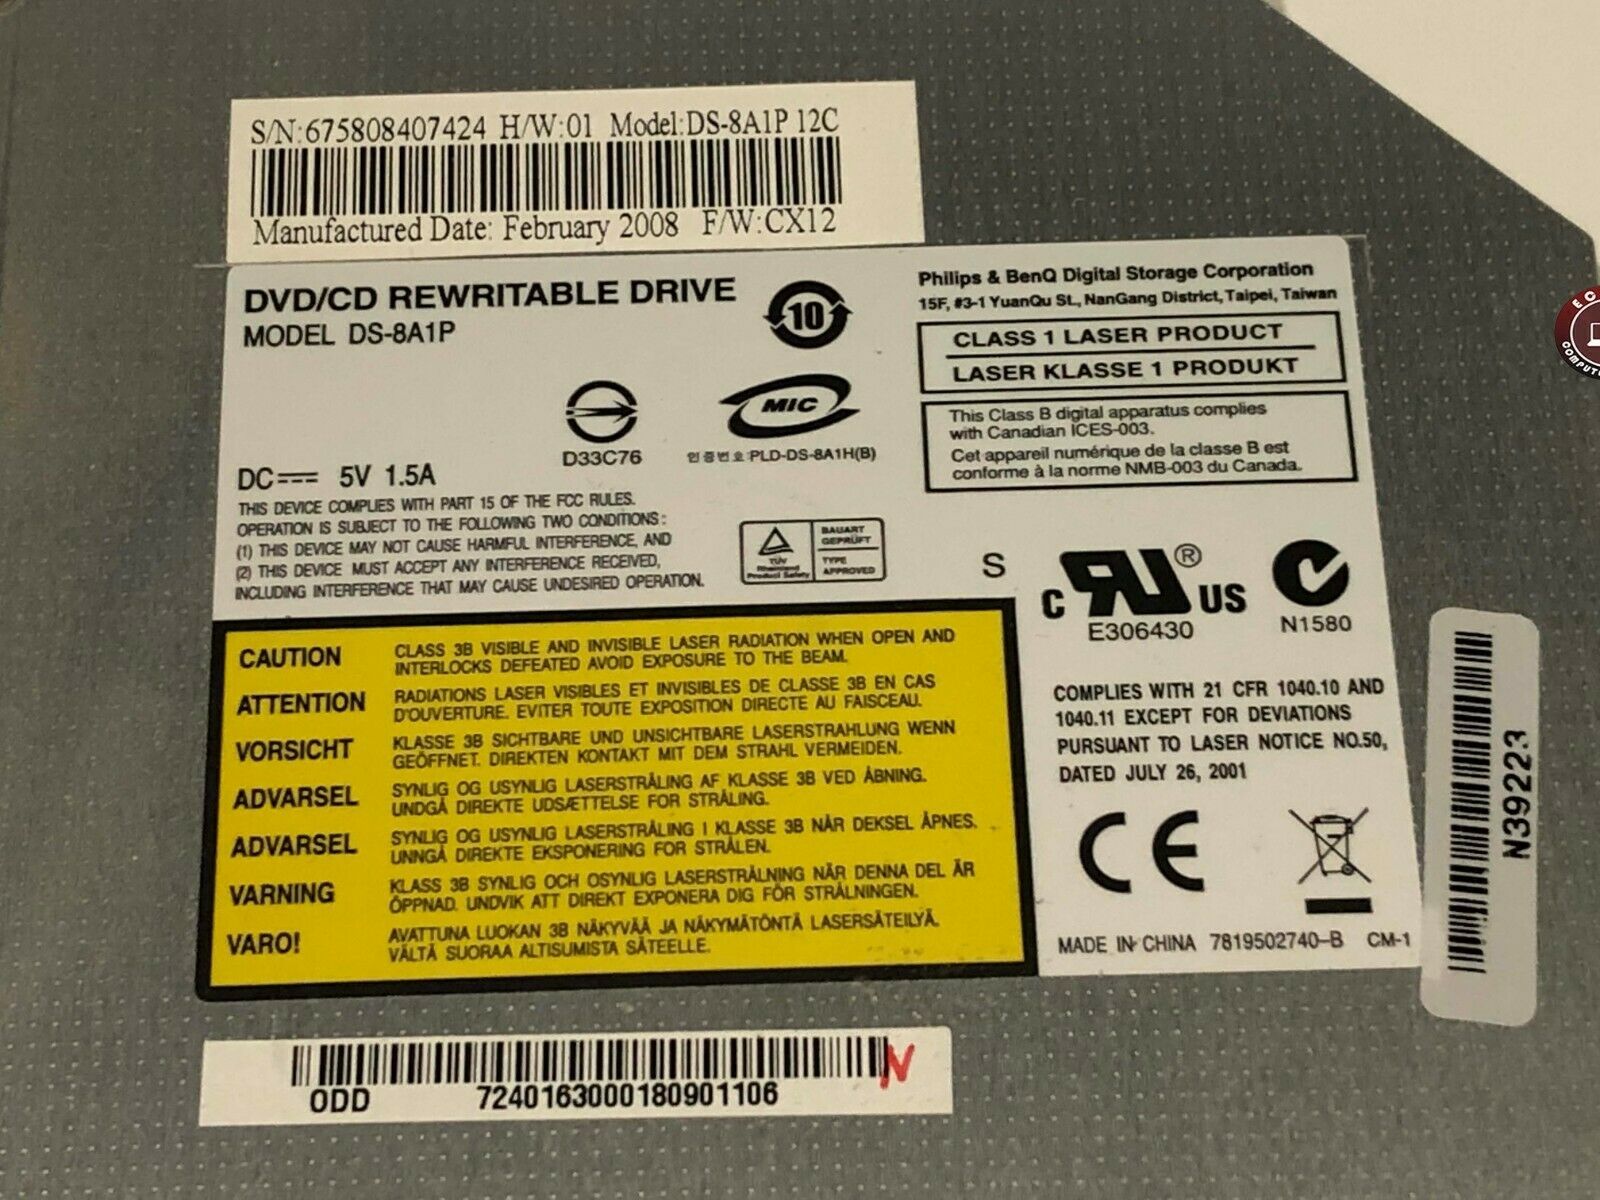 S/N:675808407424 H/W:01 Model:DS-8A1P 12C
Manufactured Date: February 2008 F/W:CX12
DVD/CD REWRITABLE DRIVE
MODEL DS-8A1P
10
D33C76
MIC
인증번호:PLD-DS-8A1H(B)
DC 5V 1.5A
THIS DEVICE COMPLIES WITH PART 15 OF THE FCC RULES.
OPERATION IS SUBJECT TO THE FOLLOWING TWO CONDITIONS:
(1) THIS DEVICE MAY NOT CAUSE HARMFUL INTERFERENCE, AND
(2) THIS DEVICE MUST ACCEPT ANY INTERFERENCE RECEIVED,
INCLUDING INTERFERENCE THAT MAY CAUSE UNDESIRED OPERATION.
TÜV
Rheinland
Product Safety
BAUART
GEPRÜFT
TYPE
APPROVED
Philips & BenQ Digital Storage Corporation
15F, #3-1 YuanQu St., NanGang District, Taipei, Taiwan
CLASS 1 LASER PRODUCT
LASER KLASSE 1 PRODUKT
This Class B digital apparatus complies
with Canadian ICES-003.
Cet appareil numérique de la classe B est
conforme à la norme NMB-003 du Canada.
S
C RU ® US
E306430
N1580
CAUTION
CLASS 3B VISIBLE AND INVISIBLE LASER RADIATION WHEN OPEN AND
INTERLOCKS DEFEATED AVOID EXPOSURE TO THE BEAM.
ATTENTION
RADIATIONS LASER VISIBLES ET INVISIBLES DE CLASSE 3B EN CAS
D'OUVERTURE. EVITER TOUTE EXPOSITION DIRECTE AU FAISCEAU.
VORSICHT
KLASSE 3B SICHTBARE UND UNSICHTBARE LASERSTRAHLUNG WENN
GEÖFFNET. DIREKTEN KONTAKT MIT DEM STRAHL VERMEIDEN.
ADVARSEL
SYNLIG OG USYNLIG LASERSTRÅLING AF KLASSE 3B VED ÅBNING.
UNDGÅ DIREKTE UDSÆTTELSE FOR STRÅLING.
ADVARSEL
SYNLIG OG USYNLIG LASERSTRÅLING I KLASSE 3B NÅR DEKSEL ÅPNES.
UNNGÅ DIREKTE EKSPONERING FOR STRÅLEN.
VARNING
KLASS 3B SYNLIG OCH OSYNLIG LASERSTRÅLNING NÄR DENNA DEL ÄR
ÖPPNAD. UNDVIK ATT DIREKT EXPONERA DIG FÖR STRÅLNINGEN.
VARO!
AVATTUNA LUOKAN 3B NÄKYVÄÄ JA NÄKYMÄTÖNTÄ LASERSÄTEILYÄ.
VÄLTÄ SUORAA ALTISUMISTA SÄTEELLE.
COMPLIES WITH 21 CFR 1040.10 AND
1040.11 EXCEPT FOR DEVIATIONS
PURSUANT TO LASER NOTICE NO.50,
DATED JULY 26, 2001
CE
MADE IN CHINA 7819502740-B CM-1
N39223
N
ODD 7240163000180901106